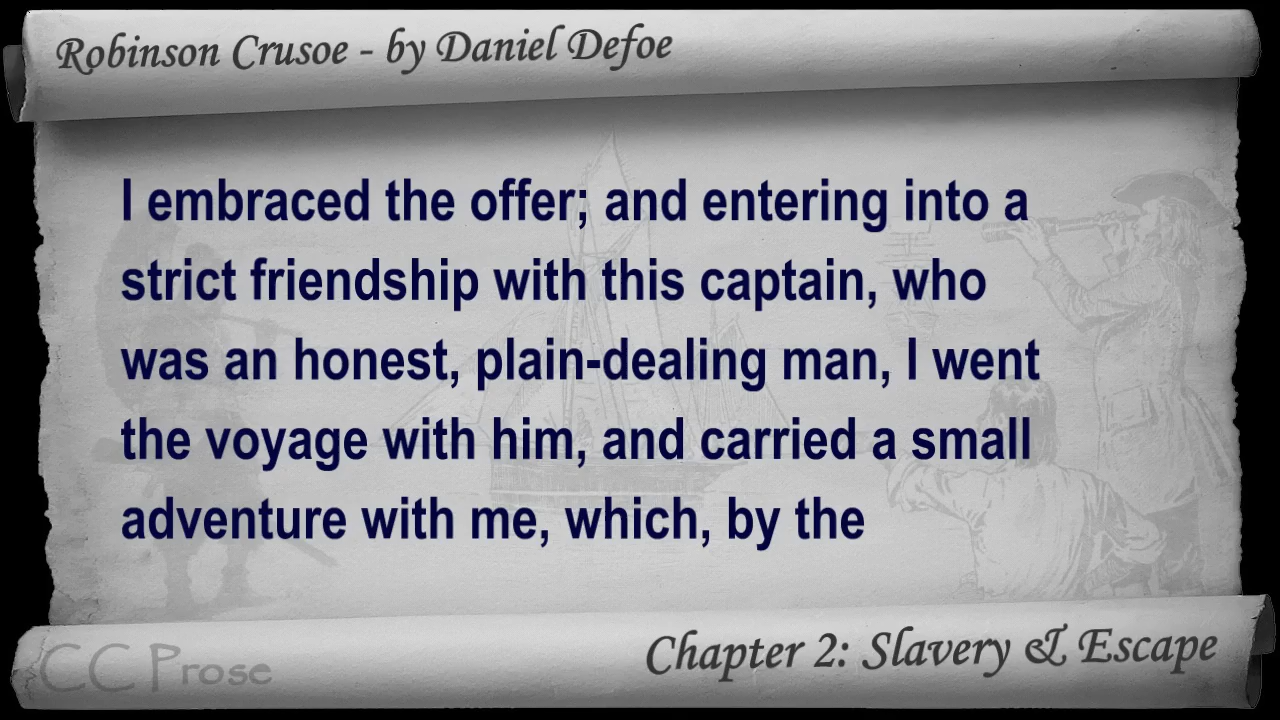 Robinson Crusoe - by Daniel Defoe
I embraced the offer; and entering into a
strict friendship with this captain, who
was an honest, plain-dealing man, I went
the voyage with him, and carried a small
adventure with me, which, by the
Chapter 2: Slavery & Escape
CC Prose